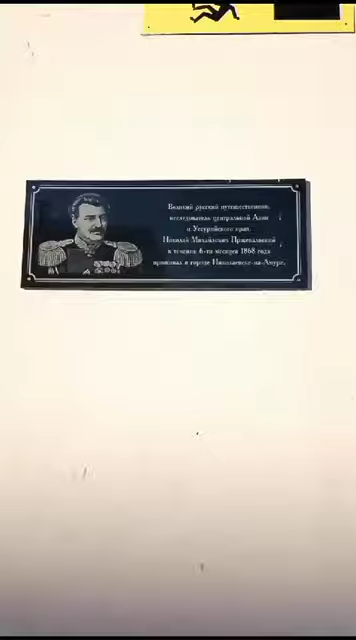 Великий русский путешественник,
исследователь центральной Азии
и Уссурийского края,
Николай Михайлович Пржевальский
в течение 6-ти месяцев 1868 года
проживал в городе Николаевске-на-Амуре.